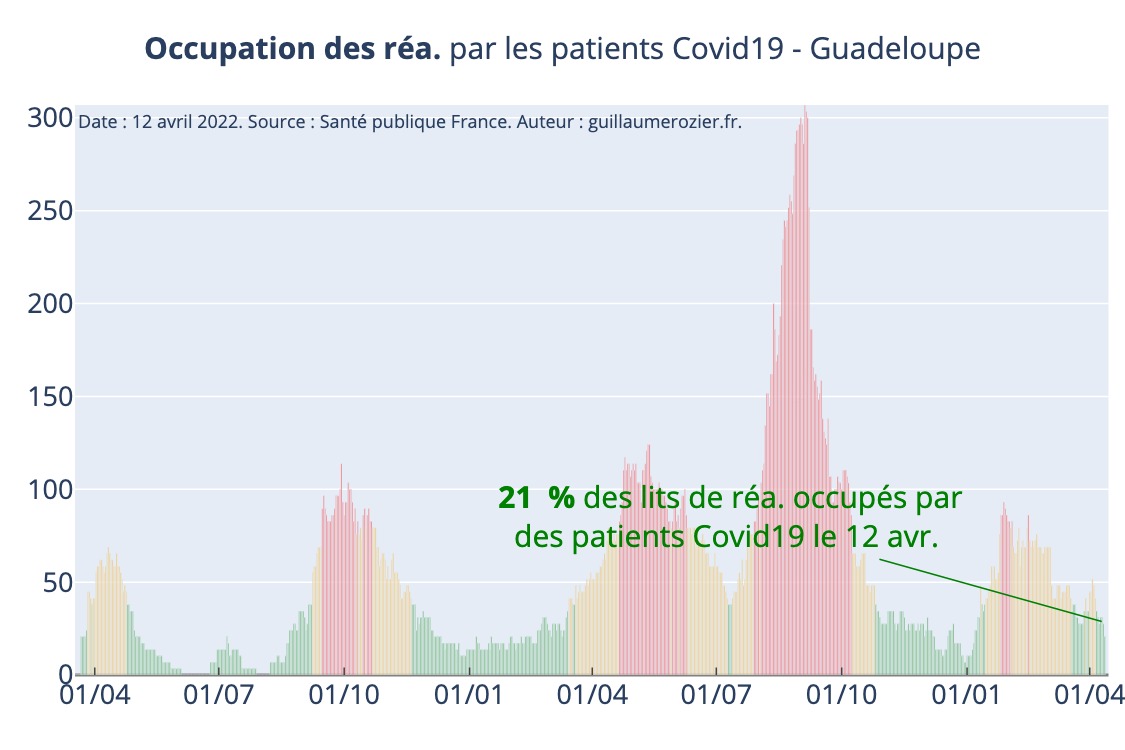 Occupation des réa. par les patients Covid19 - Guadeloupe
Date : 12 avril 2022. Source : Santé publique France. Auteur : guillaumerozier.fr.
300
250
200
150
100
50
0
21 % des lits de réa. occupés par
des patients Covid19 le 12 avr.
01/04 01/07 01/10 01/01 01/04 01/07 01/10 01/01 01/04